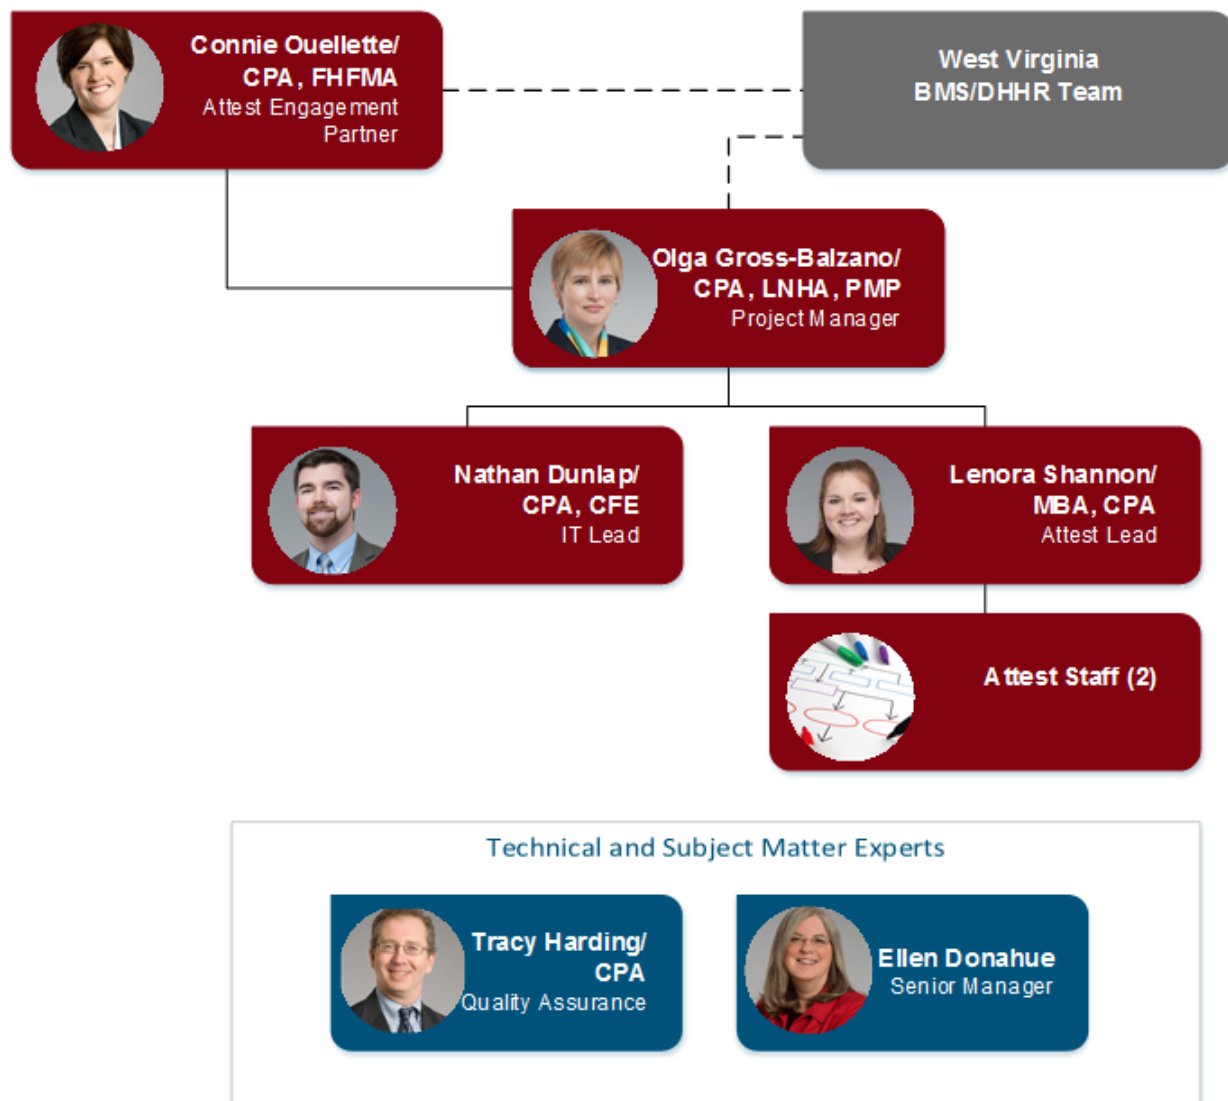 Connie Ouellette/
CPA, FHFMA
Attest Engagement
Partner
West Virginia
BMS/DHHR Team
Olga Gross-Balzano/
CPA, LNHA, PMP
Project Manager
Nathan Dunlap/
CPA, CFE
IT Lead
Lenora Shannon/
MBA, CPA
Attest Lead
Attest Staff (2)
Technical and Subject Matter Experts
Tracy Harding/
CPA
Quality Assurance
Ellen Donahue
Senior Manager